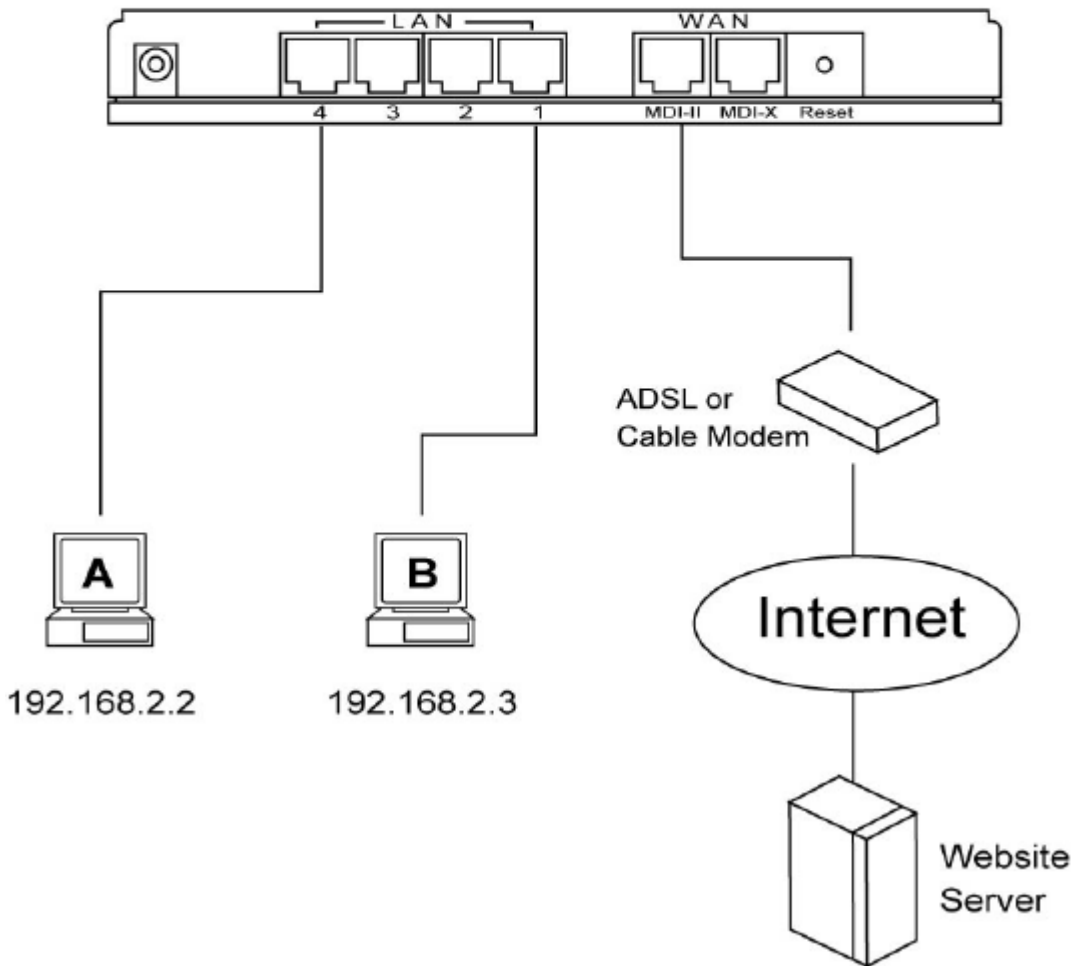 LAN WAN
4 3 2 1 MDI-II MDI-X Reset
ADSL or
Cable Modem
A B
Internet
192.168.2.2 192.168.2.3
Website
Server